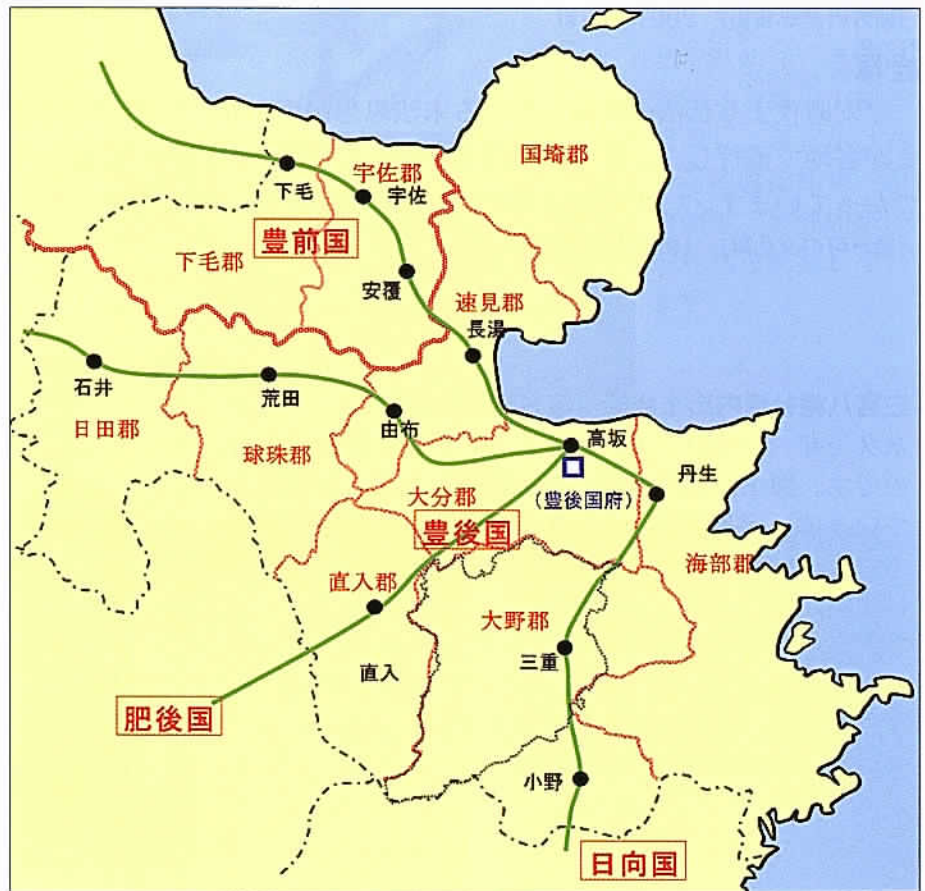 国埼郡
宇佐郡
下毛
宇佐
豊前国
下毛郡
安覆
速見郡
長湯
石井
荒田
由布
日田郡
球珠郡
高坂
丹生
大分郡
(豊後国府)
豊後国
海部郡
直入郡
大野郡
三重
直入
肥後国
小野
日向国